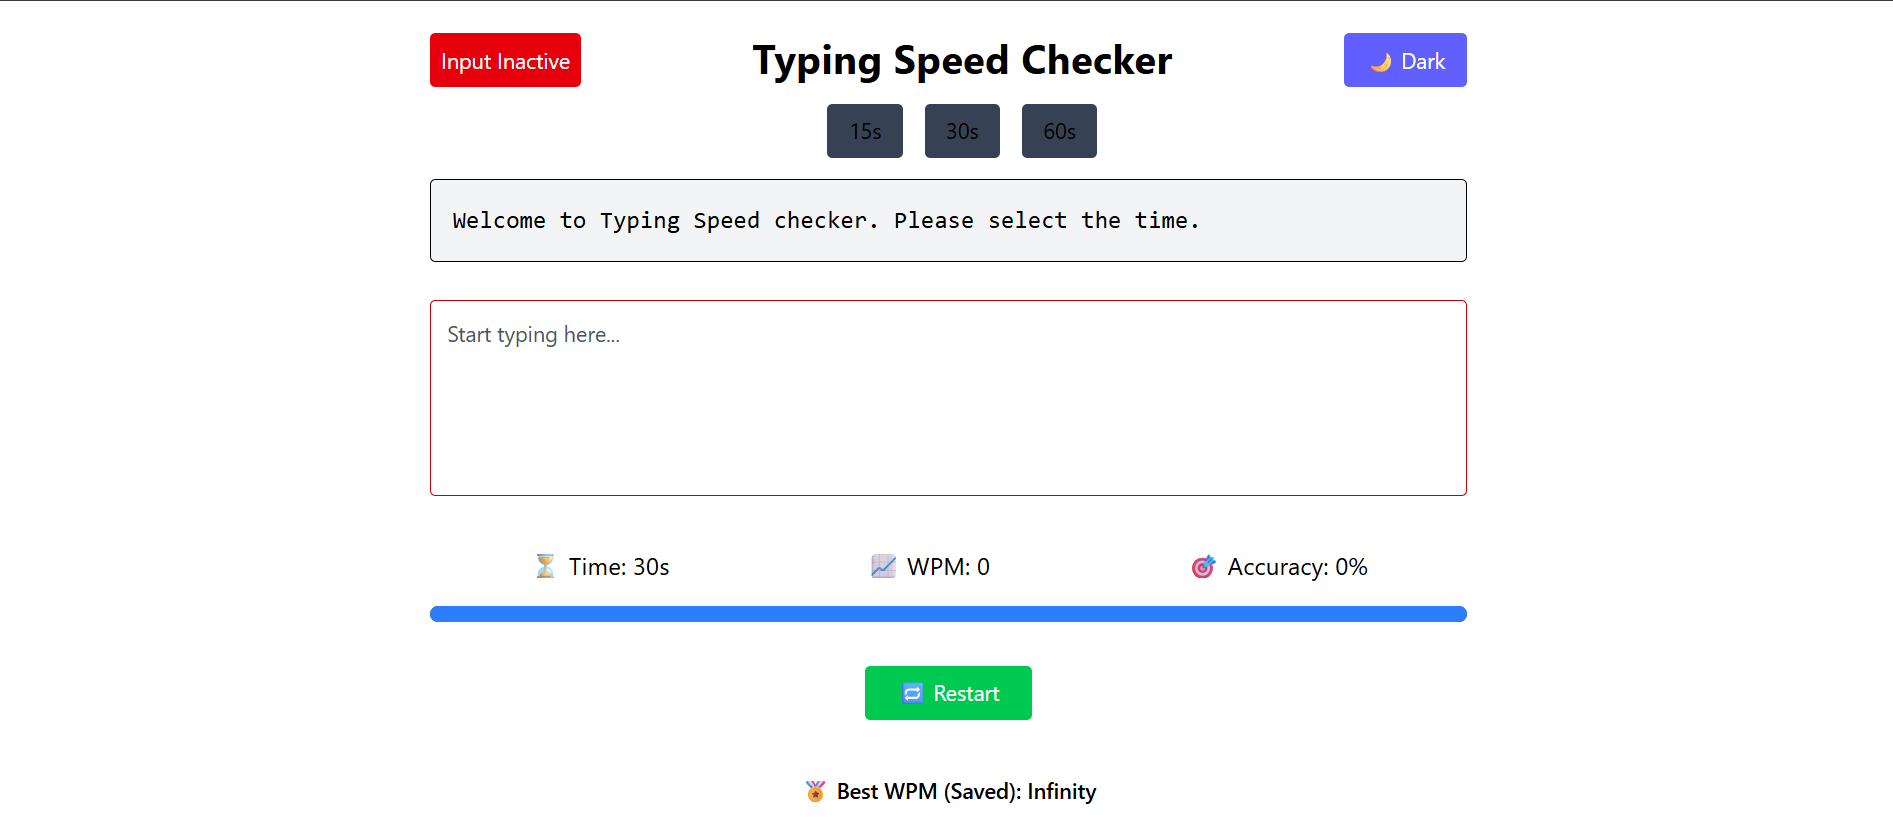 Input Inactive
Typing Speed Checker
🌙 Dark
15s 30s 60s
Welcome to Typing Speed checker. Please select the time.
Start typing here...
⏳ Time: 30s
📈 WPM: 0
🎯 Accuracy: 0%
🔁 Restart
🏅 Best WPM (Saved): Infinity